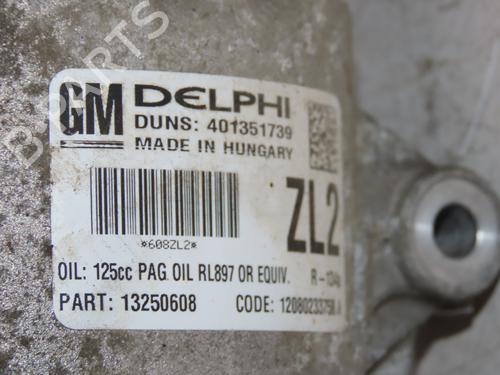 B-PARTS
GM DELPHI
DUNS: 401351739
MADE IN HUNGARY
ZL2
*608ZL2*
OIL: 125cc PAG OIL RL897 OR EQUIV. R-134a
PART: 13250608 CODE: